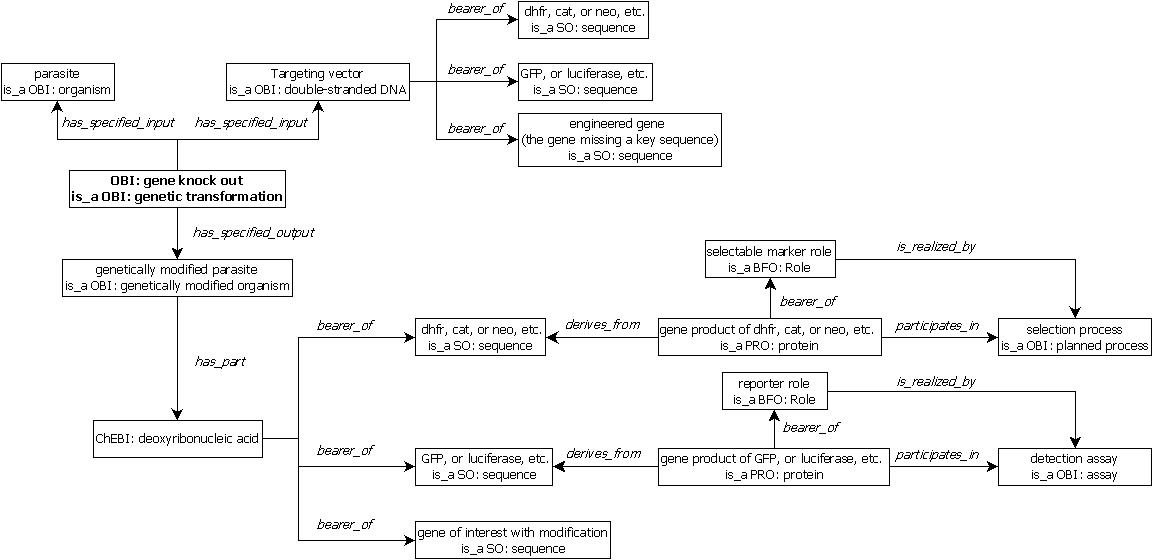 bearer_of
dhfr, cat, or neo, etc.
is_a SO: sequence
parasite
is_a OBI: organism
Targeting vector
is_a OBI: double-stranded DNA
bearer_of
GFP, or luciferase, etc.
is_a SO: sequence
has_specified_input
has_specified_input
bearer_of
engineered gene
(the gene missing a key sequence)
is_a SO: sequence
OBI: gene knock out
is_a OBI: genetic transformation
has_specified_output
genetically modified parasite
is_a OBI: genetically modified organism
selectable marker role
is_a BFO: Role
is_realized_by
bearer_of
bearer_of
dhfr, cat, or neo, etc.
is_a SO: sequence
derives_from
gene product of dhfr, cat, or neo, etc.
is_a PRO: protein
participates_in
selection process
is_a OBI: planned process
has_part
reporter role
is_a BFO: Role
is_realized_by
bearer_of
ChEBI: deoxyribonucleic acid
bearer_of
GFP, or luciferase, etc.
is_a SO: sequence
derives_from
gene product of GFP, or luciferase, etc.
is_a PRO: protein
participates_in
detection assay
is_a OBI: assay
bearer_of
gene of interest with modification
is_a SO: sequence